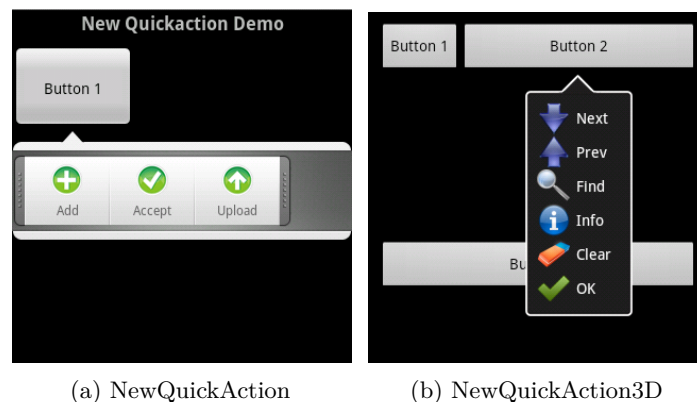 New Quickaction Demo
Button 1
Add Accept Upload
Button 1 Button 2
Next
Prev
Find
Info
Bu
Clear
OK
(a) NewQuickAction
(b) NewQuickAction3D